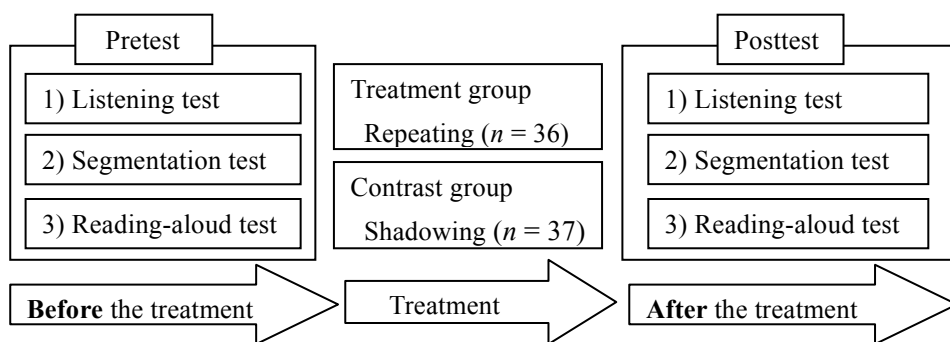 Pretest
1) Listening test
2) Segmentation test
3) Reading-aloud test
Before the treatment
Treatment group
Repeating (n = 36)
Contrast group
Shadowing (n = 37)
Treatment
Posttest
1) Listening test
2) Segmentation test
3) Reading-aloud test
After the treatment